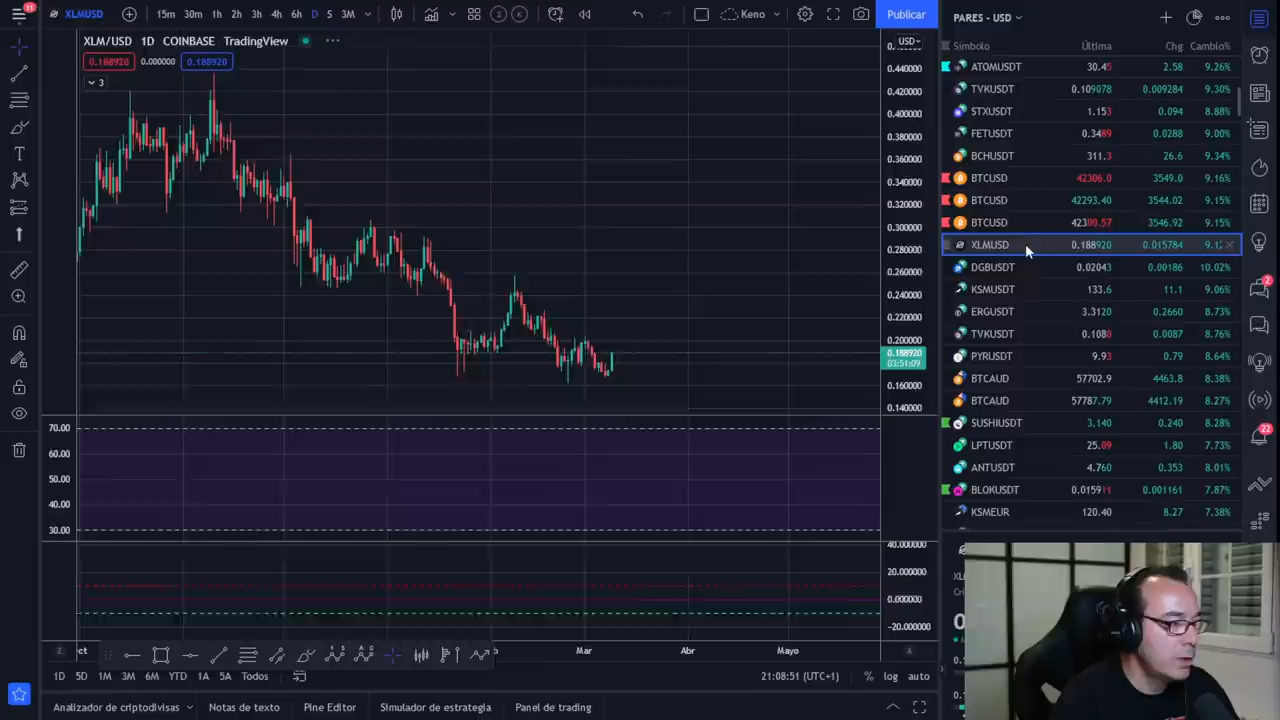 11
XLMUSD
15m 30m 1h 2h 3h 4h 6h D S 3M
2
Keno
Publicar
XLM/USD 1D COINBASE TradingView
0.188920 0.000000 0.188920
3
USD
0.440000
0.420000
0.400000
0.380000
0.360000
0.340000
0.320000
0.300000
0.280000
0.260000
0.240000
0.220000
0.200000
0.188920
03:51:09
0.160000
0.140000
70.00
60.00
50.00
40.00
30.00
40.000000
20.000000
0.000000
-20.000000
Mar Abr Mayo
1D 5D 1M 3M 6M YTD 1A 5A Todos
21:08:51 (UTC+1) % log auto
Analizador de criptodivisas Notas de texto Pine Editor Simulador de estrategia Panel de trading
PARES - USD
Símbolo Última Chg Cambio%
ATOMUSDT 30.45 2.58 9.26%
TVKUSDT 0.109078 0.009284 9.30%
STXUSDT 1.153 0.094 8.88%
FETUSDT 0.3489 0.0288 9.00%
BCHUSDT 311.3 26.6 9.34%
BTCUSD 42306.0 3549.0 9.16%
BTCUSD 42293.40 3544.02 9.15%
BTCUSD 42300.57 3546.92 9.15%
XLMUSD 0.188920 0.015784
DGBUSDT 0.02043 0.00186 10.02%
KSMUSDT 133.6 11.1 9.06%
ERGUSDT 3.3120 0.2660 8.73%
TVKUSDT 0.1080 0.0087 8.76%
PYRUSDT 9.93 0.79 8.64%
BTCAUD 57702.9 4463.8 8.38%
BTCAUD 57787.79 4412.19 8.27%
SUSHIUSDT 3.140 0.240 8.28%
LPTUSDT 25.09 1.80 7.73%
ANTUSDT 4.760 0.353 8.01%
BLOKUSDT 0.015911 0.001161 7.87%
KSMEUR 120.40 8.27 7.38%
2
22